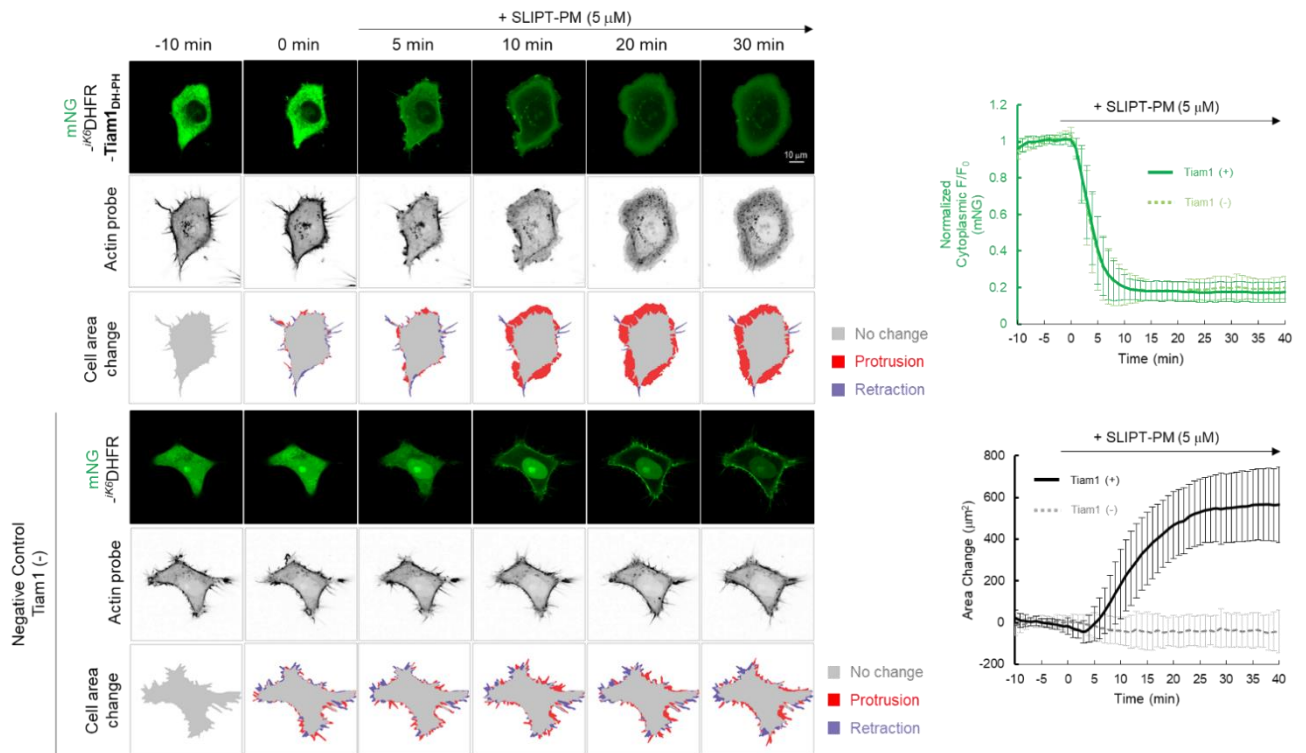 + SLIPT-PM (5 μM)
-10 min 0 min 5 min 10 min 20 min 30 min
mNG
-iK6DHFR
-Tiam1DH-PH
10 μm
Actin probe
Cell area
change
No change
Protrusion
Retraction
Negative Control
Tiam1 (-)
mNG
-iK6DHFR
Actin probe
Cell area
change
No change
Protrusion
Retraction
+ SLIPT-PM (5 μM)
Normalized
Cytoplasmic F/F0
(mNG)
1.2
1
0.8
0.6
0.4
0.2
0
Tiam1 (+)
Tiam1 (-)
-10 -5 0 5 10 15 20 25 30 35 40
Time (min)
+ SLIPT-PM (5 μM)
Area Change (μm²)
800
600
400
200
0
-200
Tiam1 (+)
Tiam1 (-)
-10 -5 0 5 10 15 20 25 30 35 40
Time (min)